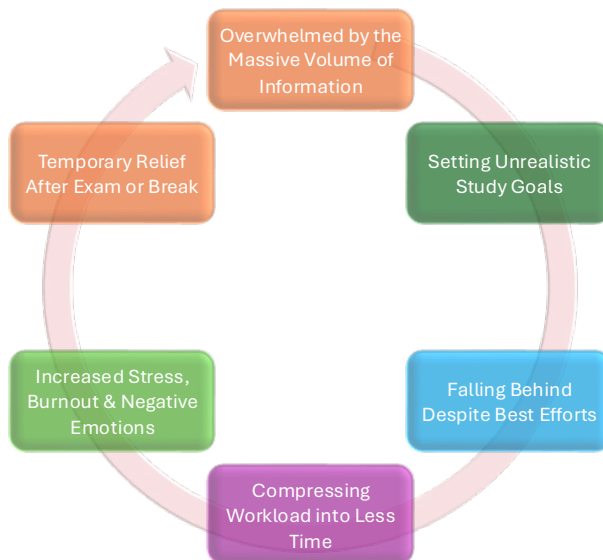 Overwhelmed by the
Massive Volume of
Information
Setting Unrealistic
Study Goals
Falling Behind
Despite Best Efforts
Compressing
Workload into Less
Time
Increased Stress,
Burnout & Negative
Emotions
Temporary Relief
After Exam or Break